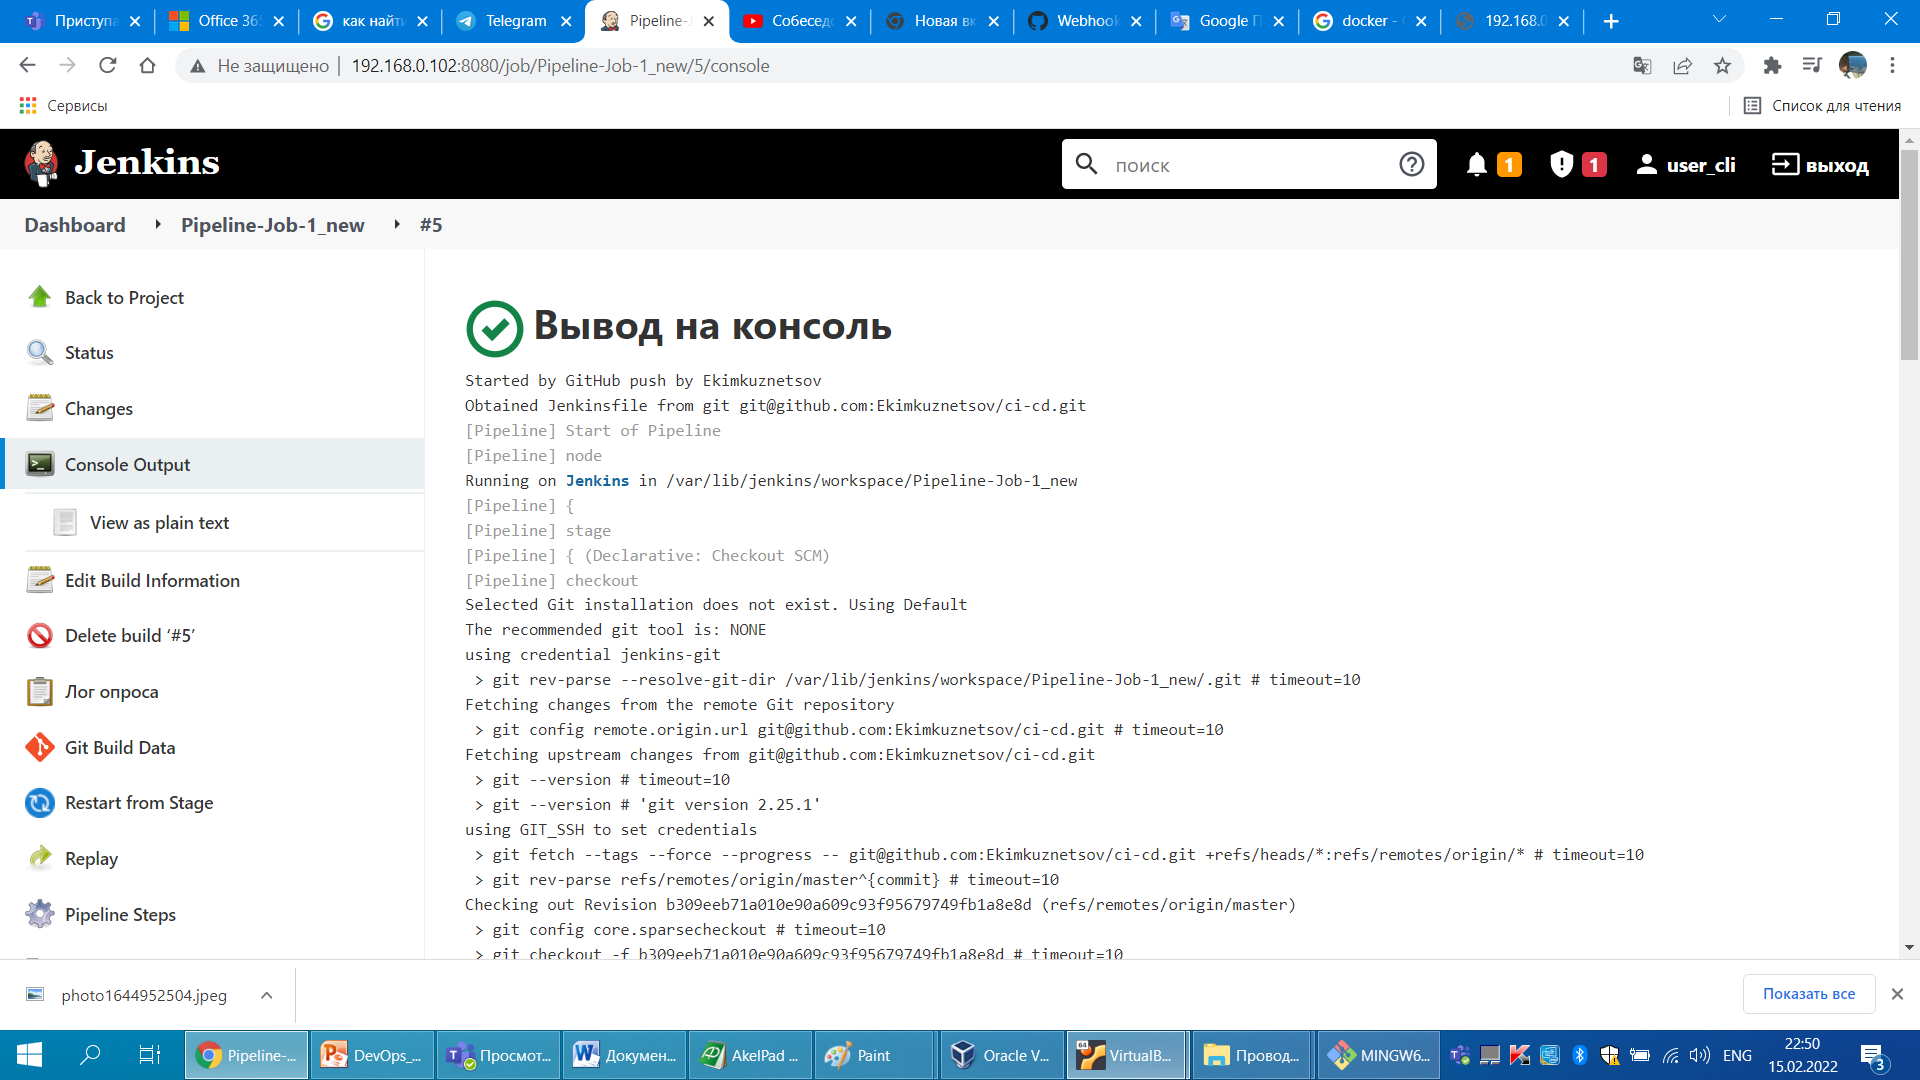 Приступа
Office 365
как найти
Telegram
Pipeline-J
Собесед
Новая вк
Webhook
Google П
docker -
192.168.0
Не защищено
192.168.0.102:8080/job/Pipeline-Job-1_new/5/console
Сервисы
Список для чтения
Jenkins
поиск
1
1
user_cli
выход
Dashboard
Pipeline-Job-1_new
#5
Back to Project
Status
Changes
Console Output
View as plain text
Edit Build Information
Delete build ‘#5’
Лог опроса
Git Build Data
Restart from Stage
Replay
Pipeline Steps
Вывод на консоль
Started by GitHub push by Ekimkuznetsov
Obtained Jenkinsfile from git git@github.com:Ekimkuznetsov/ci-cd.git
[Pipeline] Start of Pipeline
[Pipeline] node
Running on Jenkins in /var/lib/jenkins/workspace/Pipeline-Job-1_new
[Pipeline] {
[Pipeline] stage
[Pipeline] { (Declarative: Checkout SCM)
[Pipeline] checkout
Selected Git installation does not exist. Using Default
The recommended git tool is: NONE
using credential jenkins-git
> git rev-parse --resolve-git-dir /var/lib/jenkins/workspace/Pipeline-Job-1_new/.git # timeout=10
Fetching changes from the remote Git repository
> git config remote.origin.url git@github.com:Ekimkuznetsov/ci-cd.git # timeout=10
Fetching upstream changes from git@github.com:Ekimkuznetsov/ci-cd.git
> git --version # timeout=10
> git --version # 'git version 2.25.1'
using GIT_SSH to set credentials
> git fetch --tags --force --progress -- git@github.com:Ekimkuznetsov/ci-cd.git +refs/heads/*:refs/remotes/origin/* # timeout=10
> git rev-parse refs/remotes/origin/master^{commit} # timeout=10
Checking out Revision b309eeb71a010e90a609c93f95679749fb1a8e8d (refs/remotes/origin/master)
> git config core.sparsecheckout # timeout=10
> git checkout -f b309eeb71a010e90a609c93f95679749fb1a8e8d # timeout=10
photo1644952504.jpeg
Показать все
Pipeline-...
DevOps_...
Просмот...
Докумен...
AkelPad ...
Paint
Oracle V...
VirtualB...
Провод...
MINGW6...
ENG
22:50
15.02.2022
3